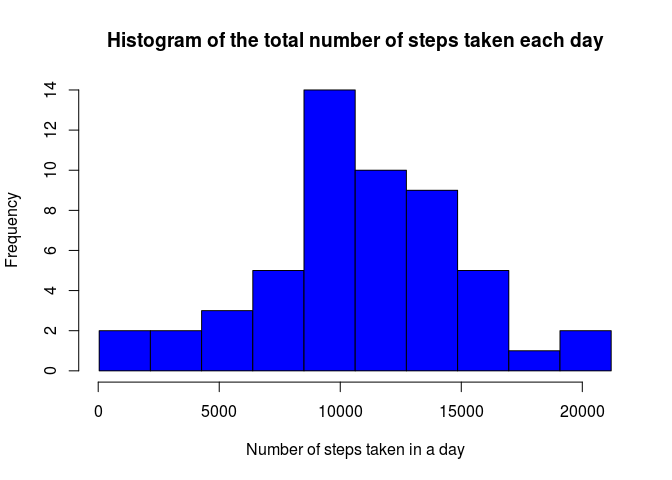 Histogram of the total number of steps taken each day
14
12
10
8
6
4
2
0
Frequency
0 5000 10000 15000 20000
Number of steps taken in a day